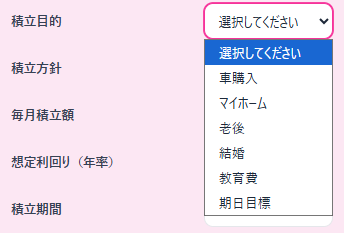 積立目的
選択してください
選択してください
積立方針
車購入
マイホーム
毎月積立額
老後
結婚
想定利回り（年率）
教育費
積立期間
期日目標